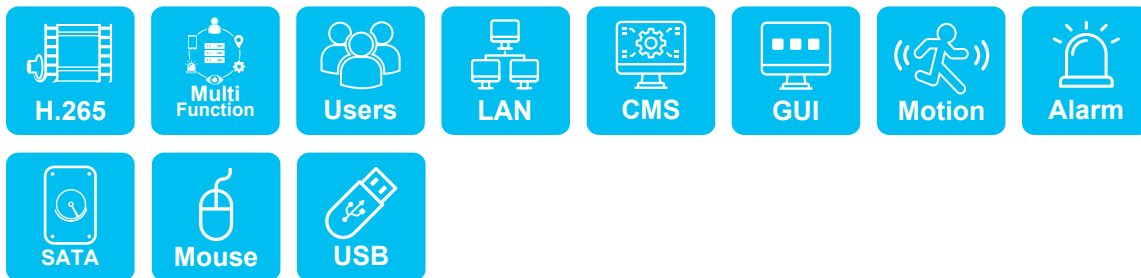 H.265
Multi
Function
Users
LAN
CMS
GUI
Motion
Alarm
SATA
Mouse
USB